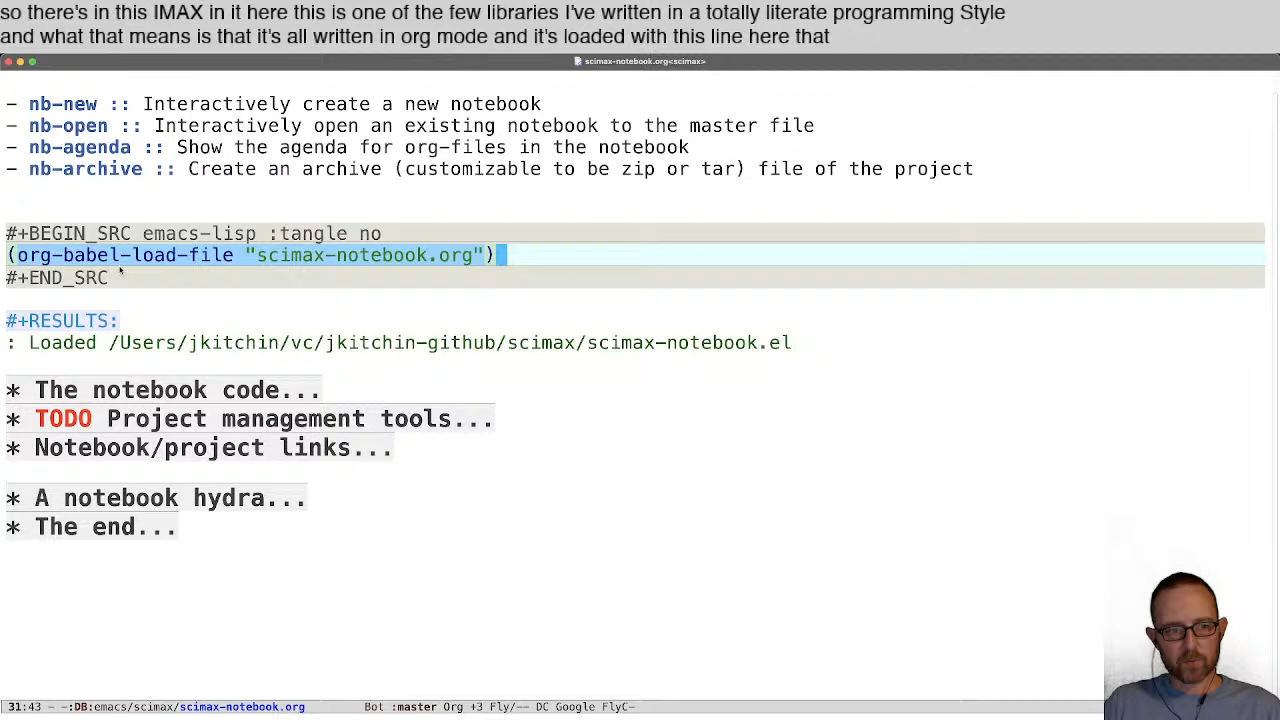 so there's in this IMAX in it here this is one of the few libraries I've written in a totally literate programming Style
and what that means is that it's all written in org mode and it's loaded with this line here that
scimax-notebook.org<scimax>
- nb-new :: Interactively create a new notebook
- nb-open :: Interactively open an existing notebook to the master file
- nb-agenda :: Show the agenda for org-files in the notebook
- nb-archive :: Create an archive (customizable to be zip or tar) file of the project
#+BEGIN_SRC emacs-lisp :tangle no
(org-babel-load-file "scimax-notebook.org")
#+END_SRC
#+RESULTS:
: Loaded /Users/jkitchin/vc/jkitchin-github/scimax/scimax-notebook.el
* The notebook code...
* TODO Project management tools...
* Notebook/project links...
* A notebook hydra...
* The end...
31:43 - -:DB:emacs/scimax/scimax-notebook.org Bot :master Org +3 Fly/-- DC Google FlyC-